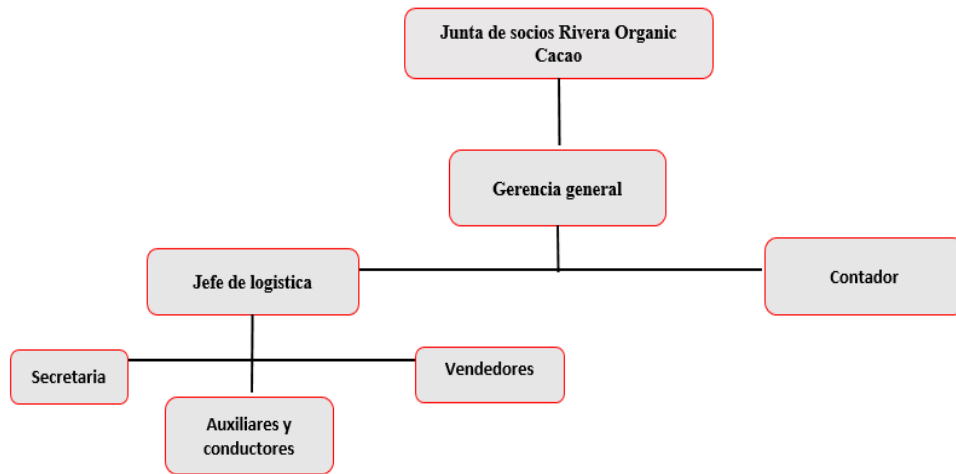 Junta de socios Rivera Organic
Cacao
Gerencia general
Jefe de logistica
Contador
Secretaria
Vendedores
Auxiliares y
conductores